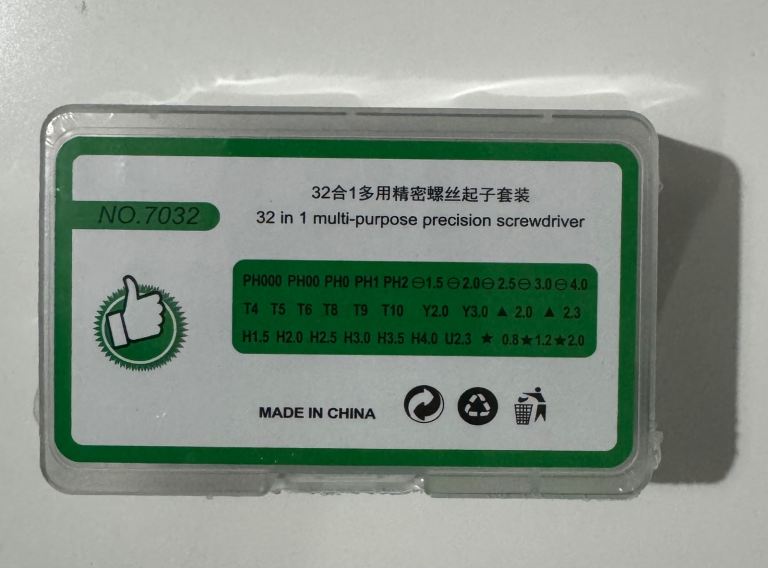 32合1多用精密螺丝起子套装
NO.7032
32 in 1 multi-purpose precision screwdriver
PH000 PH00 PH0 PH1 PH2 ⊖1.5 ⊖2.0 ⊖2.5 ⊖3.0 ⊖4.0
T4 T5 T6 T8 T9 T10 Y2.0 Y3.0 ▲ 2.0 ▲ 2.3
H1.5 H2.0 H2.5 H3.0 H3.5 H4.0 U2.3 ★ 0.8 ★1.2 ★2.0
MADE IN CHINA